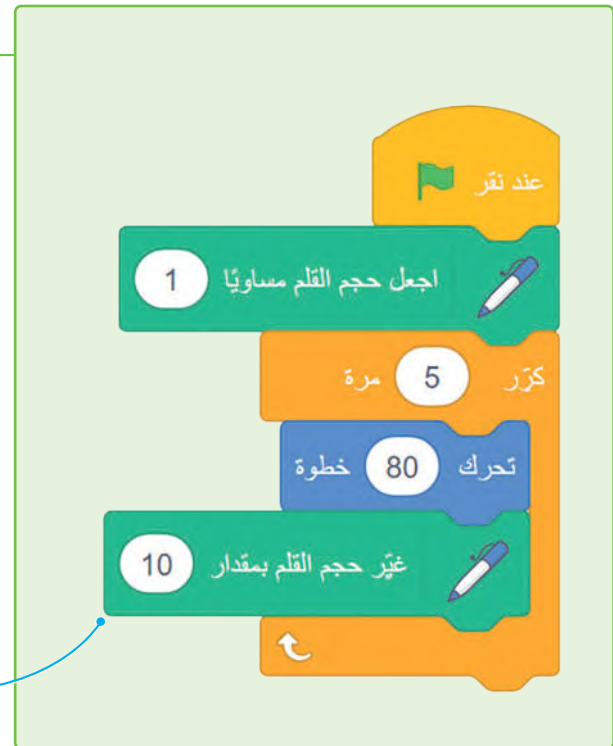 عند نقر
اجعل حجم القلم مساويًا 1
كرّر 5 مرة
تحرك 80 خطوة
غيّر حجم القلم بمقدار 10